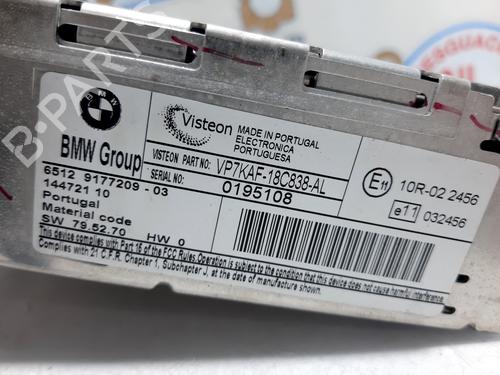 BMW
BMW Group
Visteon
MADE IN PORTUGAL
ELECTRONICA
PORTUGUESA
VISTEON PART NO: VP7KAF-18C838-AL
SERIAL NO: 0195108
6512 9177209 - 03
144721 10
Portugal
Material code
SW 79.52.70 HW 0
E11 10R-02 2456
e11 032456
This device complies with Part 15 of the FCC Rules. Operation is subject to the condition that this device does not cause harmful interference.
Complies with 21 C.F.R. Chapter 1, Subchapter J, at date of manufacture shown.
B-PARTS